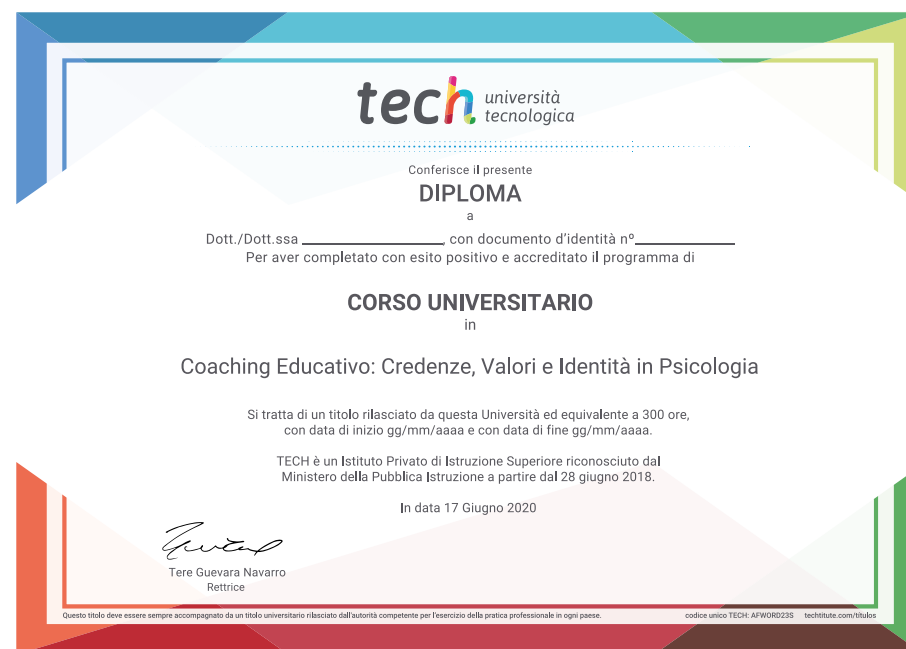 tech università
tecnologica
Conferisce il presente
DIPLOMA
a
Dott./Dott.ssa ____________________, con documento d'identità nº______________
Per aver completato con esito positivo e accreditato il programma di
CORSO UNIVERSITARIO
in
Coaching Educativo: Credenze, Valori e Identità in Psicologia
Si tratta di un titolo rilasciato da questa Università ed equivalente a 300 ore,
con data di inizio gg/mm/aaaa e con data di fine gg/mm/aaaa.
TECH è un Istituto Privato di Istruzione Superiore riconosciuto dal
Ministero della Pubblica Istruzione a partire dal 28 giugno 2018.
In data 17 Giugno 2020
Tere Guevara Navarro
Rettrice
Questo titolo deve essere sempre accompagnato da un titolo universitario rilasciato dall'autorità competente per l'esercizio della pratica professionale in ogni paese. codice unico TECH: AFWORD23S techtitute.com/titulos